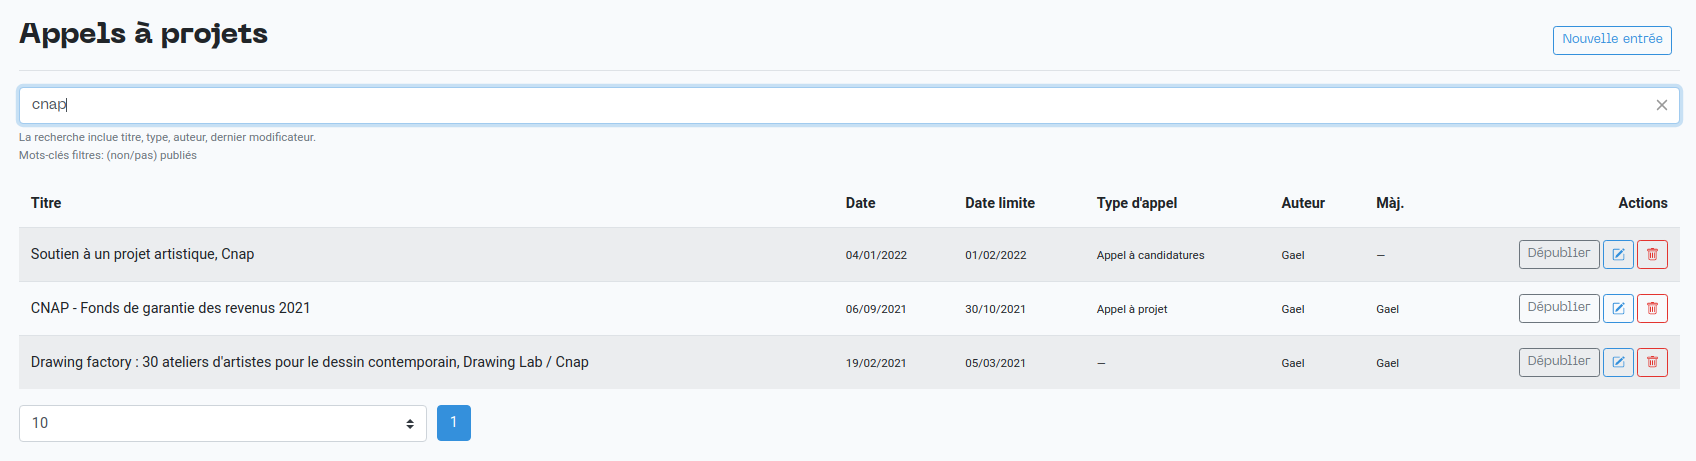 Appels à projets
Nouvelle entrée
cnap
La recherche inclue titre, type, auteur, dernier modificateur.
Mots-clés filtres: (non/pas) publiés
Titre Date Date limite Type d'appel Auteur Màj. Actions
Soutien à un projet artistique, Cnap 04/01/2022 01/02/2022 Appel à candidatures Gael — Dépublier
CNAP - Fonds de garantie des revenus 2021 06/09/2021 30/10/2021 Appel à projet Gael Gael Dépublier
Drawing factory : 30 ateliers d'artistes pour le dessin contemporain, Drawing Lab / Cnap 19/02/2021 05/03/2021 — Gael Gael Dépublier
10 1